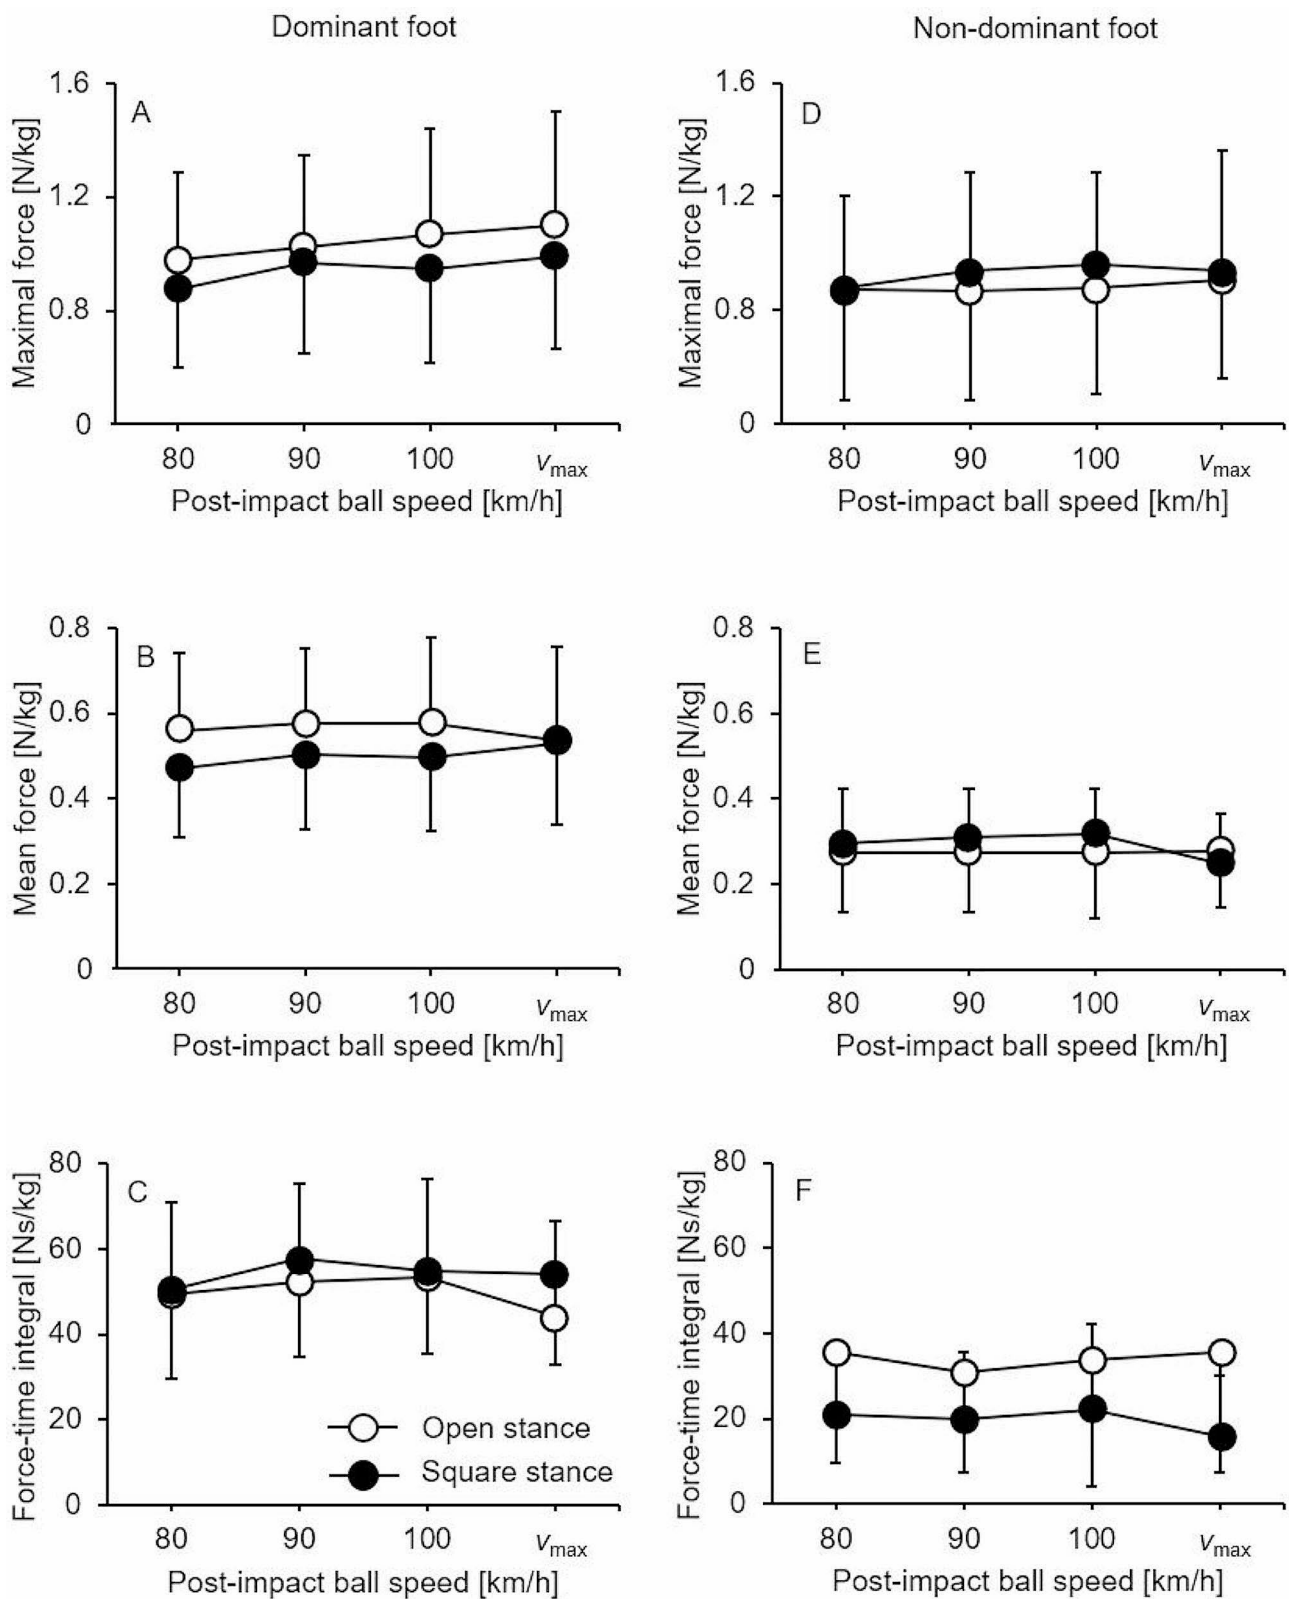 Dominant foot
Non-dominant foot
A
Maximal force [N/kg]
1.6
1.2
0.8
0
80 90 100 vmax
Post-impact ball speed [km/h]
D
Maximal force [N/kg]
1.6
1.2
0.8
0
80 90 100 vmax
Post-impact ball speed [km/h]
B
Mean force [N/kg]
0.8
0.6
0.4
0.2
0
80 90 100 vmax
Post-impact ball speed [km/h]
E
Mean force [N/kg]
0.8
0.6
0.4
0.2
0
80 90 100 vmax
Post-impact ball speed [km/h]
C
Force-time integral [Ns/kg]
80
60
40
20
0
Open stance
Square stance
80 90 100 vmax
Post-impact ball speed [km/h]
F
Force-time integral [Ns/kg]
80
60
40
20
0
80 90 100 vmax
Post-impact ball speed [km/h]